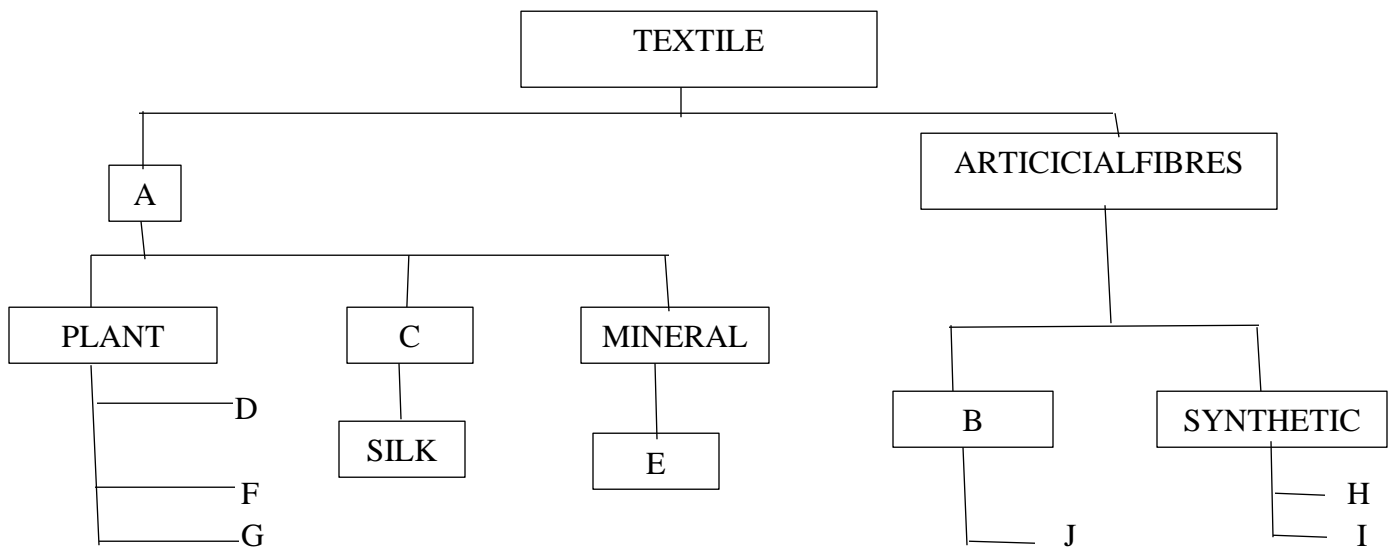 TEXTILE
ARTICICIALFIBRES
A
PLANT
C
MINERAL
B
SYNTHETIC
D
SILK
E
F
G
J
H
I